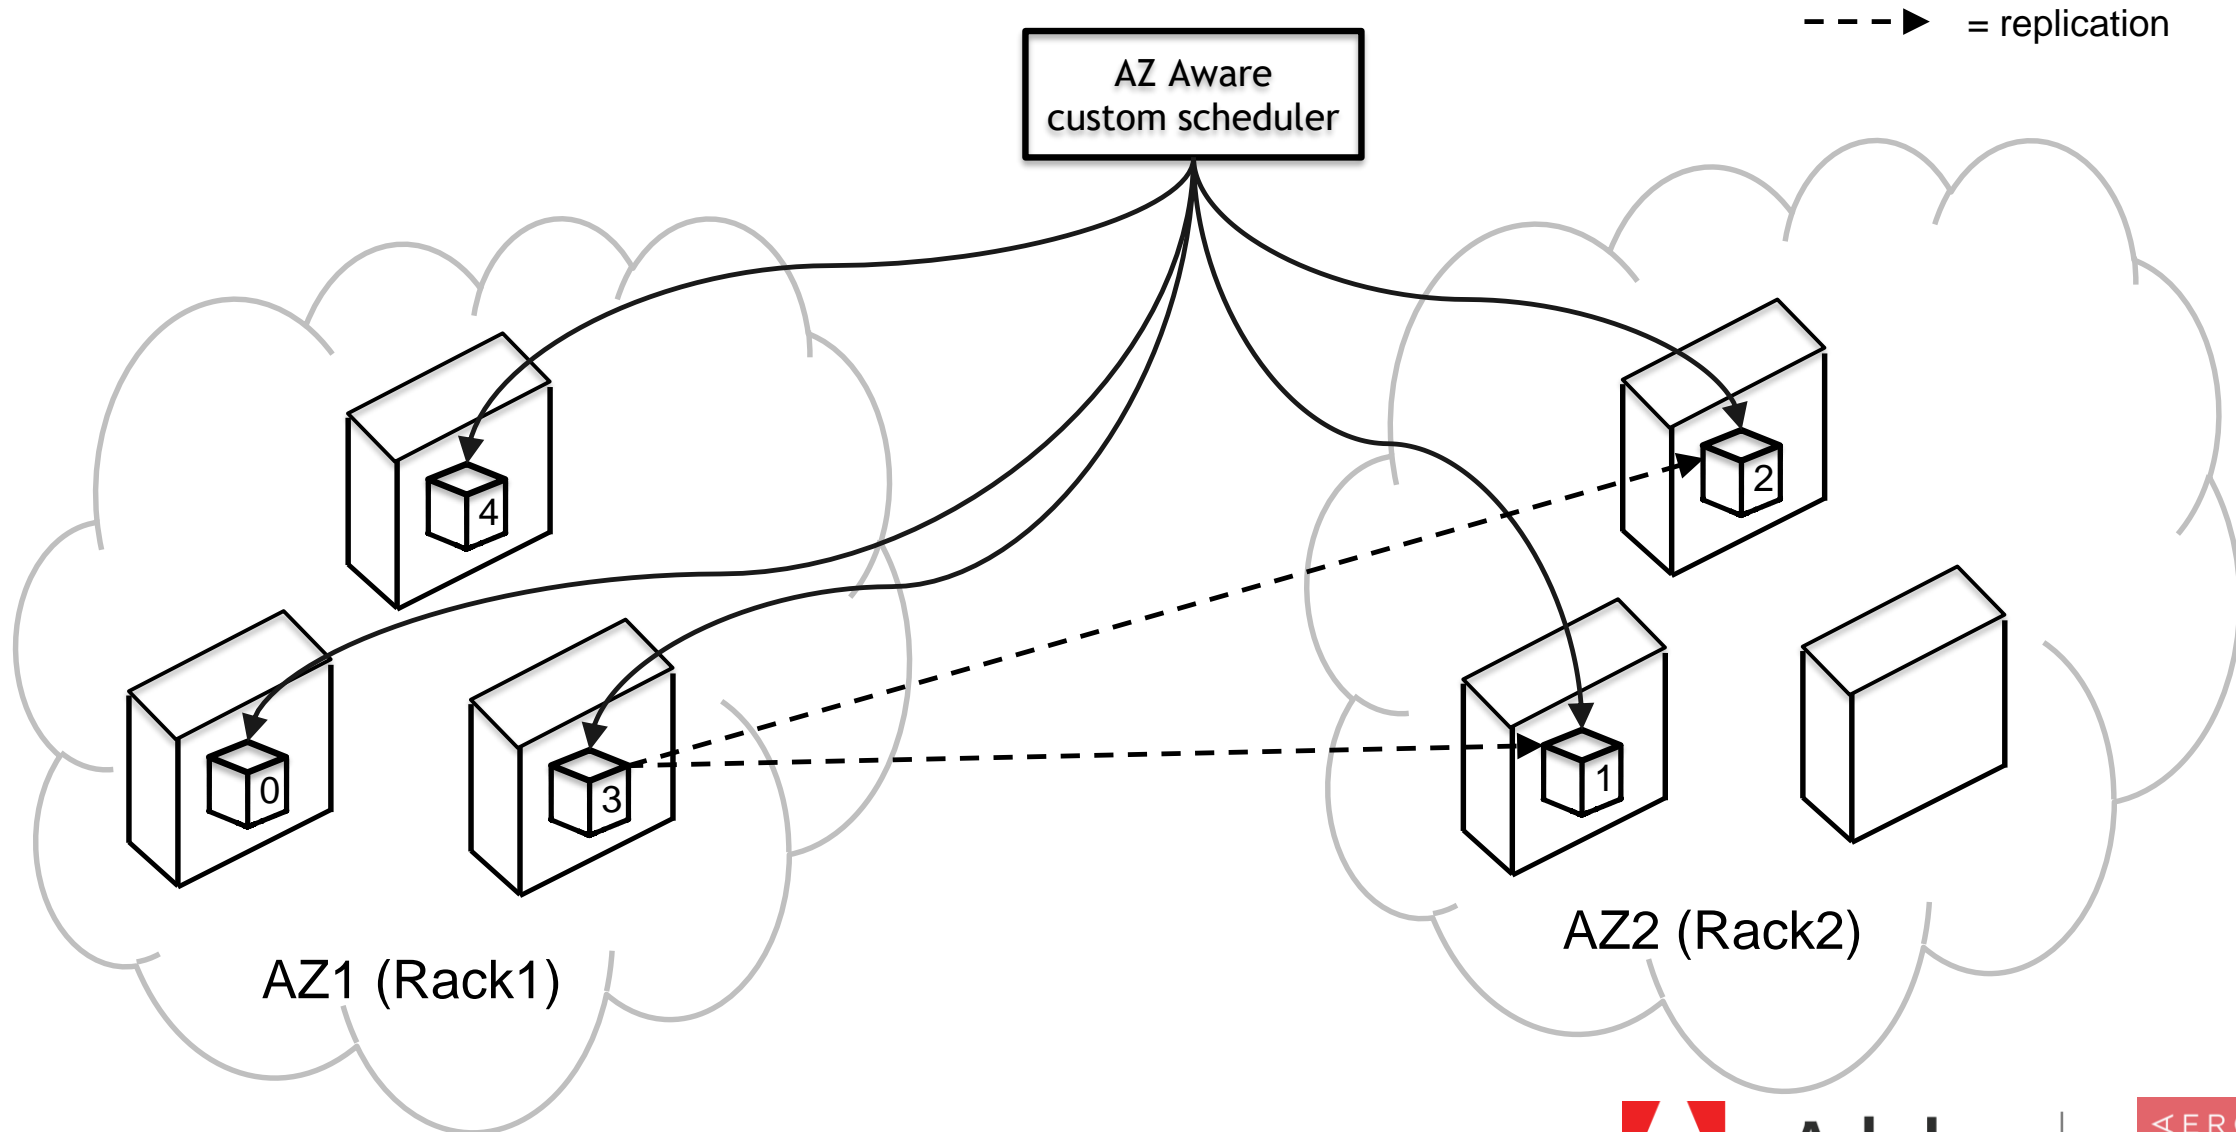 = replication
AZ Aware
custom scheduler
4
2
0
3
1
AZ2 (Rack2)
AZ1 (Rack1)